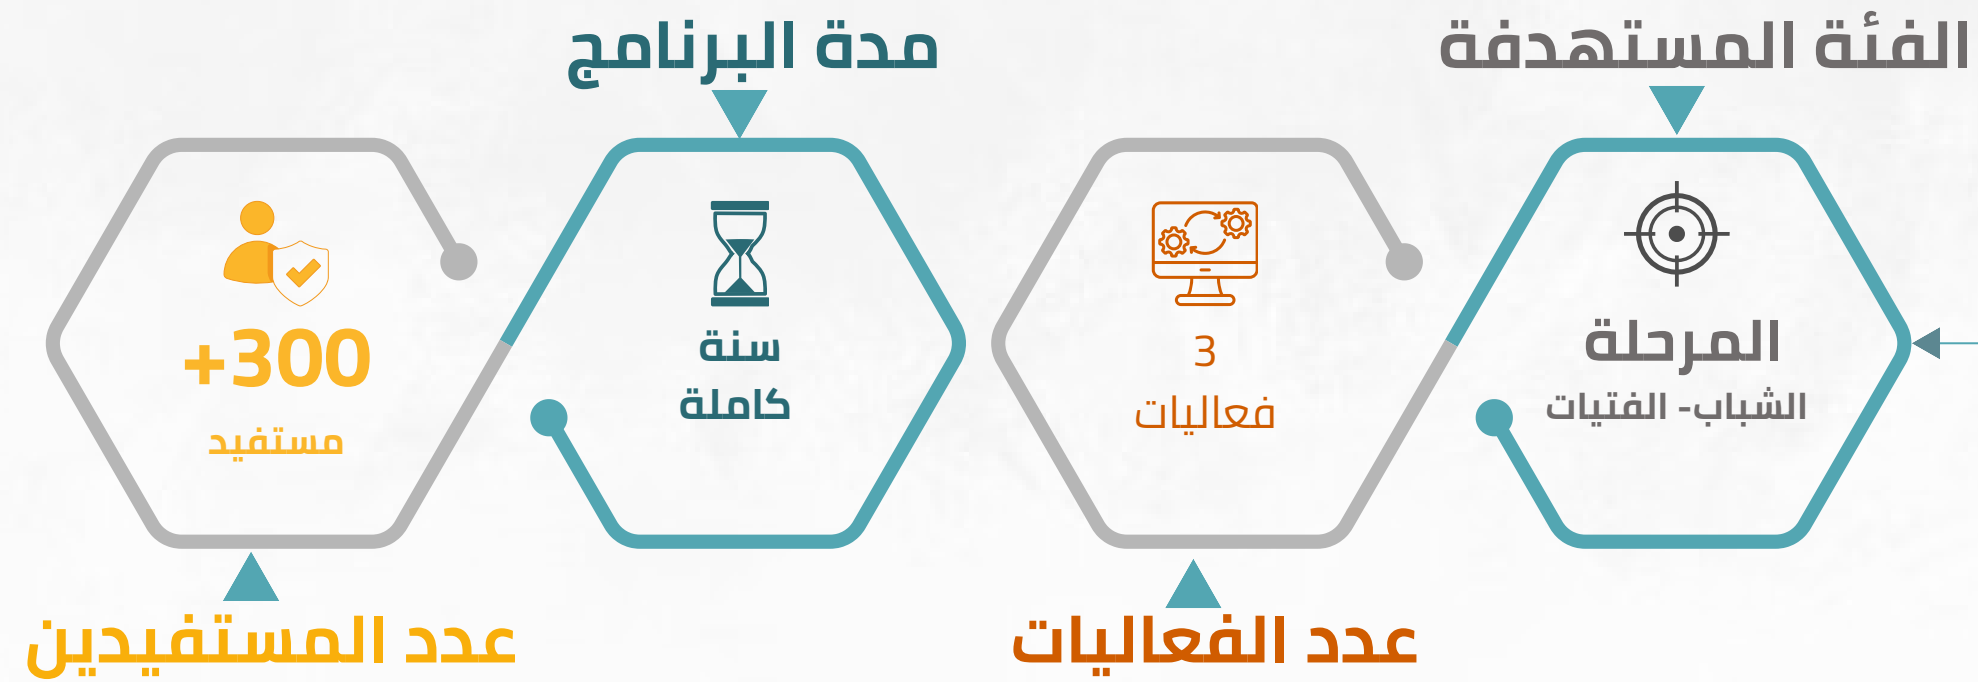 الفئة المستهدفة
المرحلة
الشباب- الفتيات
3
فعاليات
عدد الفعاليات
مدة البرنامج
سنة
كاملة
+300
مستفيد
عدد المستفيدين